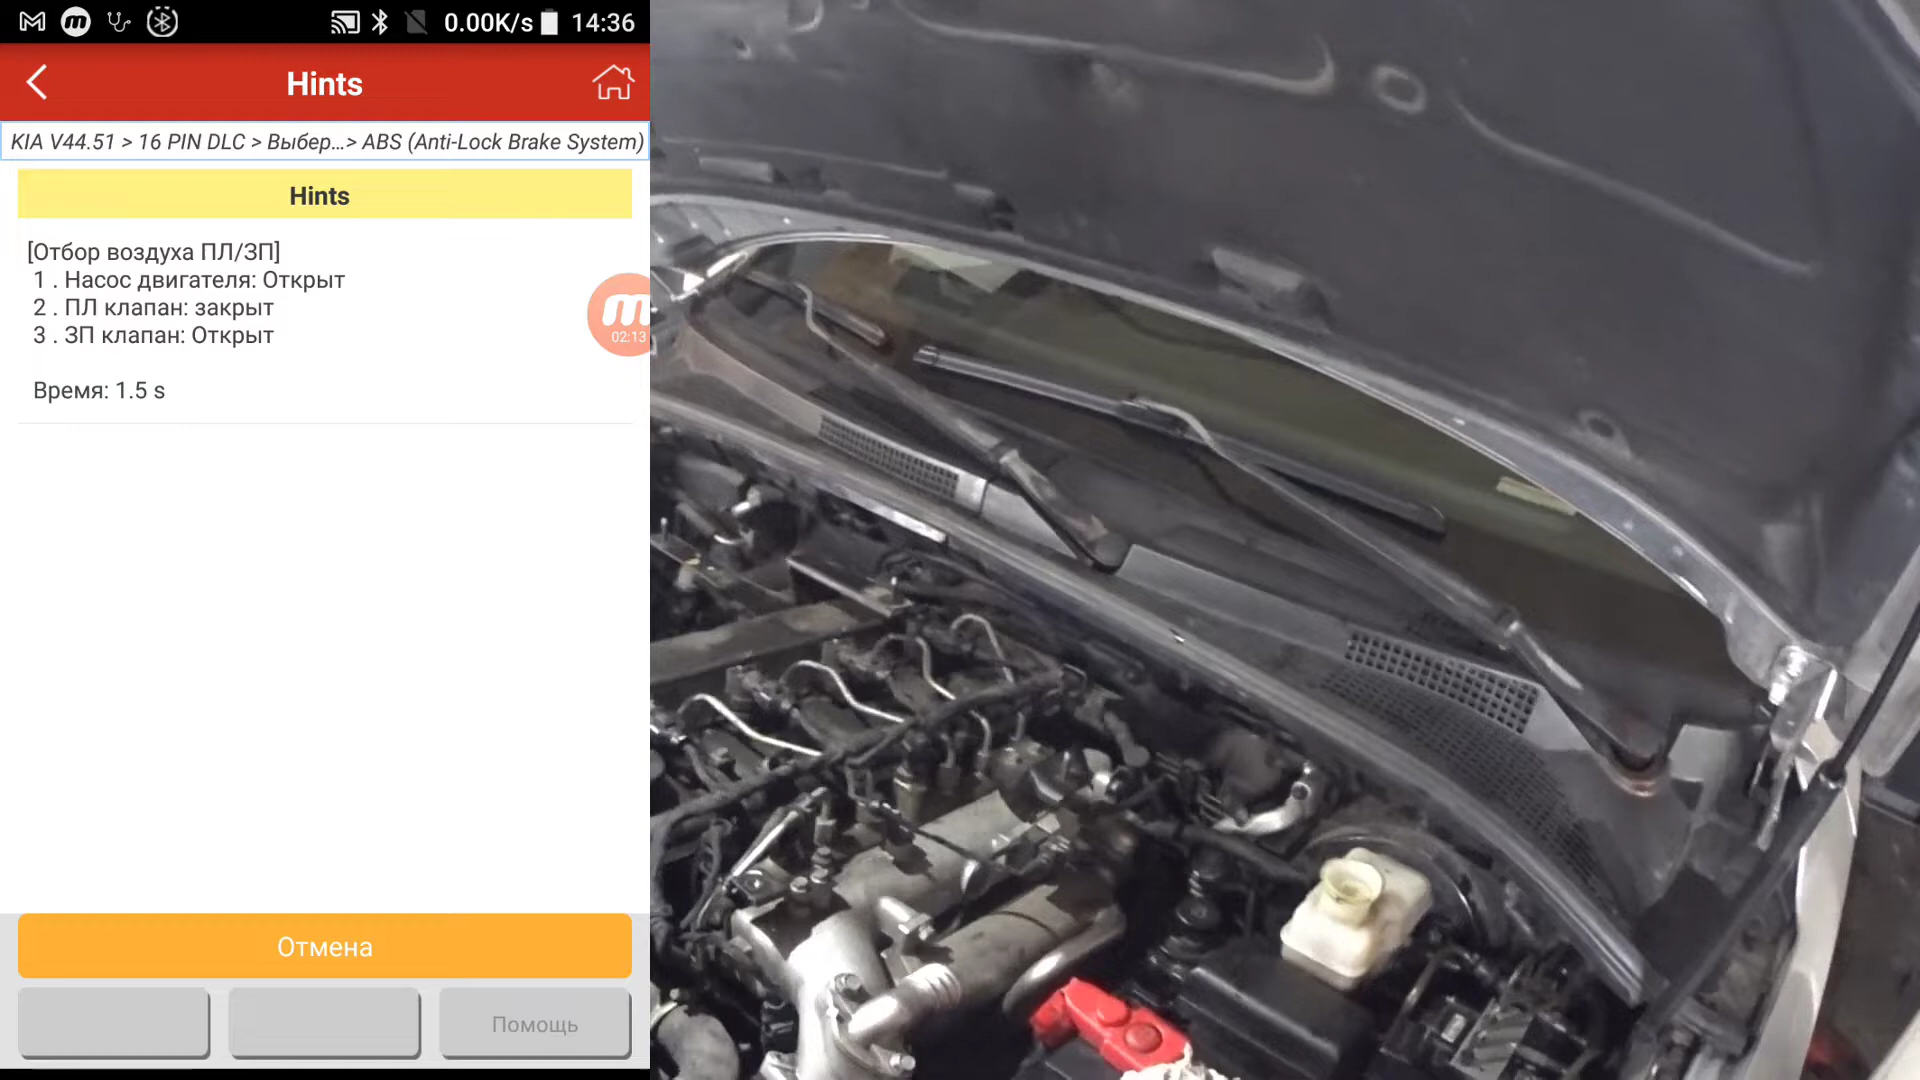 0.00K/s 14:36
Hints
KIA V44.51 > 16 PIN DLC > Выбер...> ABS (Anti-Lock Brake System)
Hints
[Отбор воздуха ПЛ/ЗП]
1 . Насос двигателя: Открыт
2 . ПЛ клапан: закрыт
3 . ЗП клапан: Открыт
02:13
Время: 1.5 s
Отмена
Помощь